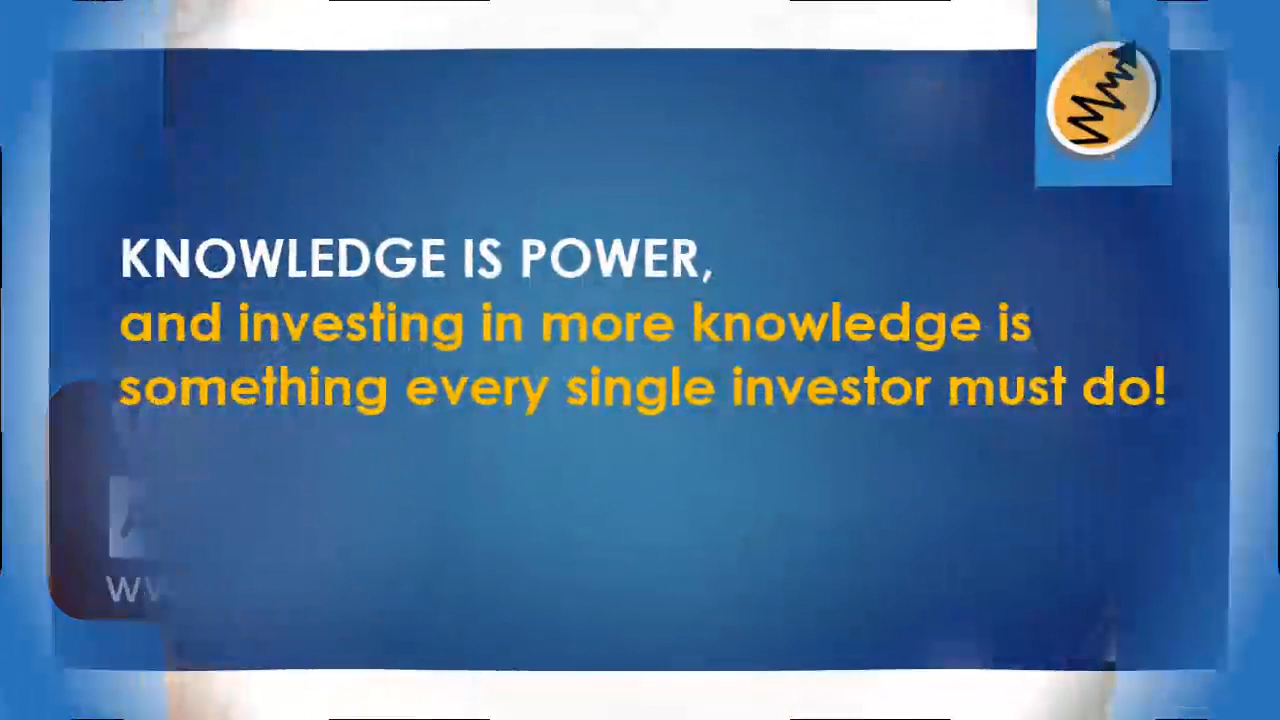 KNOWLEDGE IS POWER,
and investing in more knowledge is
something every single investor must do!